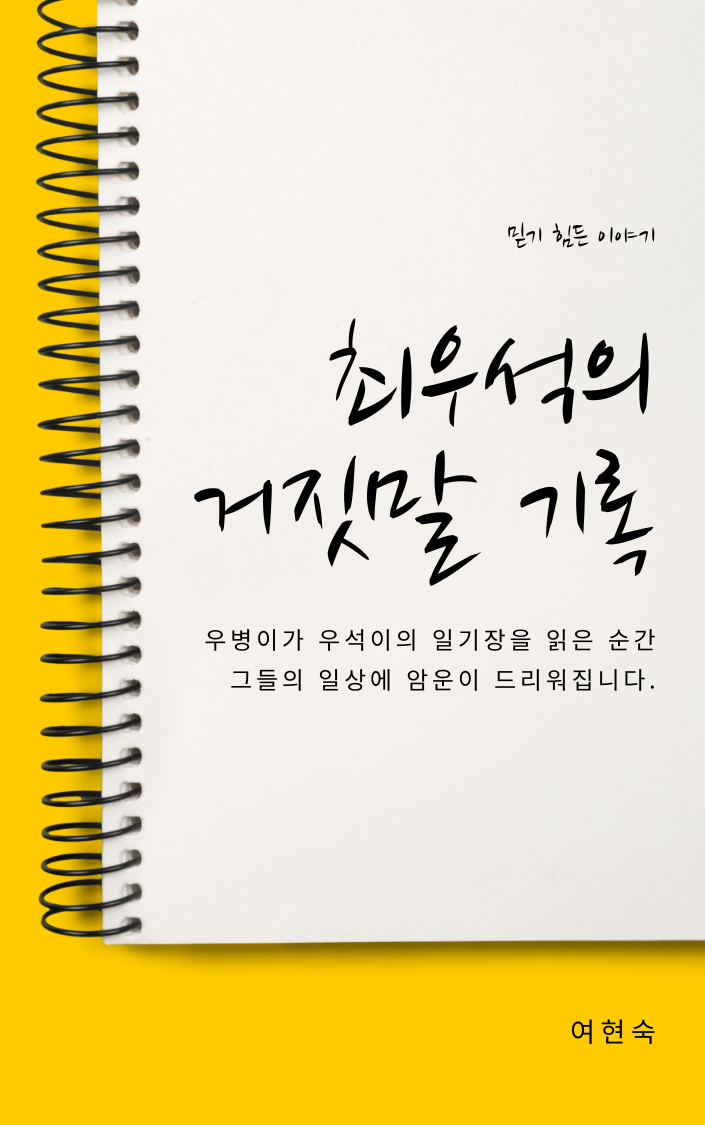 믿기 힘든 이야기
최우석의
거짓말 기록
우병이가 우석이의 일기장을 읽은 순간
그들의 일상에 암운이 드리워집니다.
여현숙